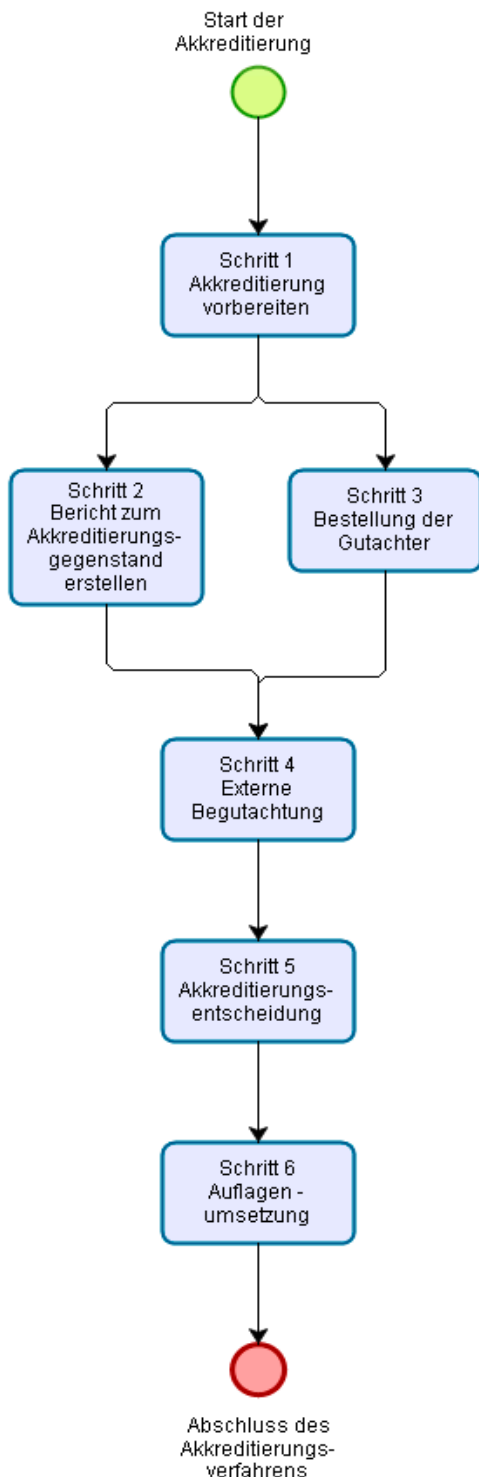 Start der
Akkreditierung
Schritt 1
Akkreditierung
vorbereiten
Schritt 2
Bericht zum
Akkreditierungs-
gegenstand
erstellen
Schritt 3
Bestellung der
Gutachter
Schritt 4
Externe
Begutachtung
Schritt 5
Akkreditierungs-
entscheidung
Schritt 6
Auflagen -
umsetzung
Abschluss des
Akkreditierungs-
verfahrens